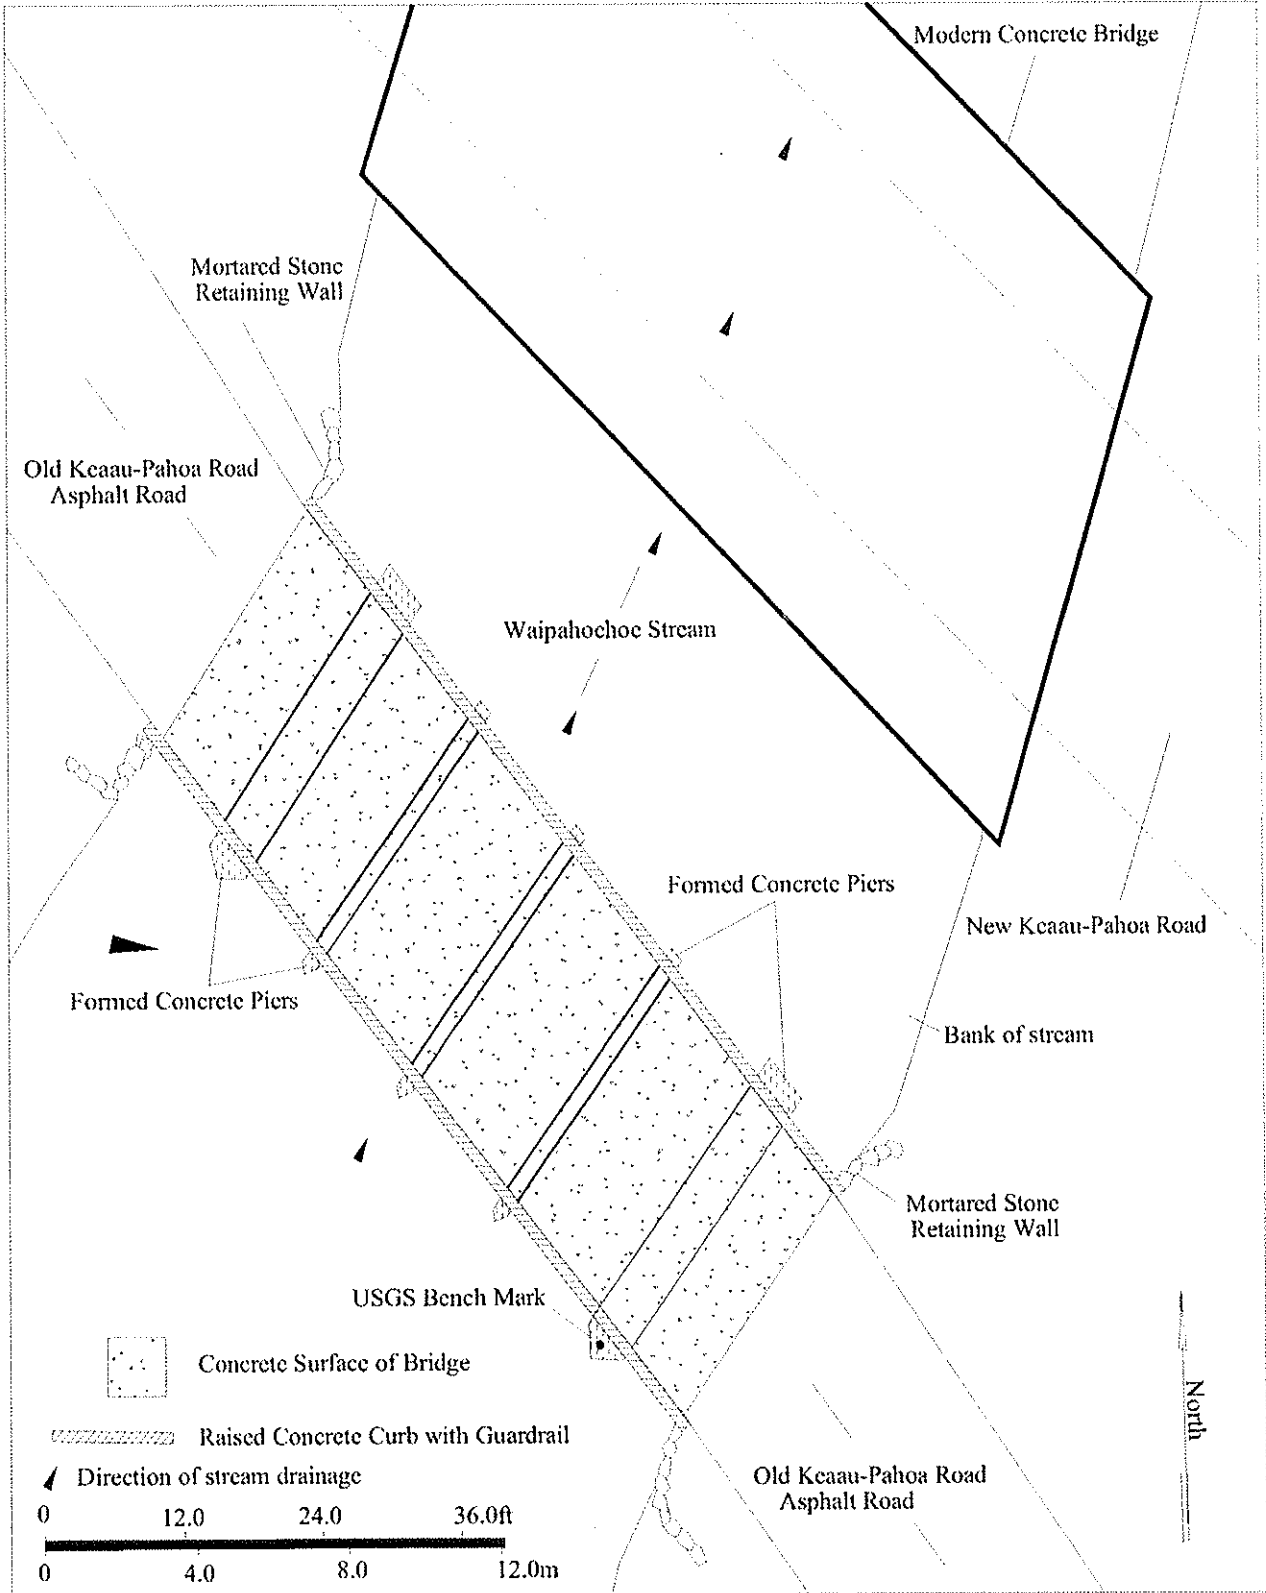 Modern Concrete Bridge
Mortared Stone
Retaining Wall
Old Keaau-Pahoa Road
Asphalt Road
Waipahoehoe Stream
Formed Concrete Piers
New Keaau-Pahoa Road
Formed Concrete Piers
Bank of stream
Mortared Stone
Retaining Wall
USGS Bench Mark
Concrete Surface of Bridge
North
Raised Concrete Curb with Guardrail
Direction of stream drainage
Old Keaau-Pahoa Road
Asphalt Road
0 12.0 24.0 36.0ft
0 4.0 8.0 12.0m